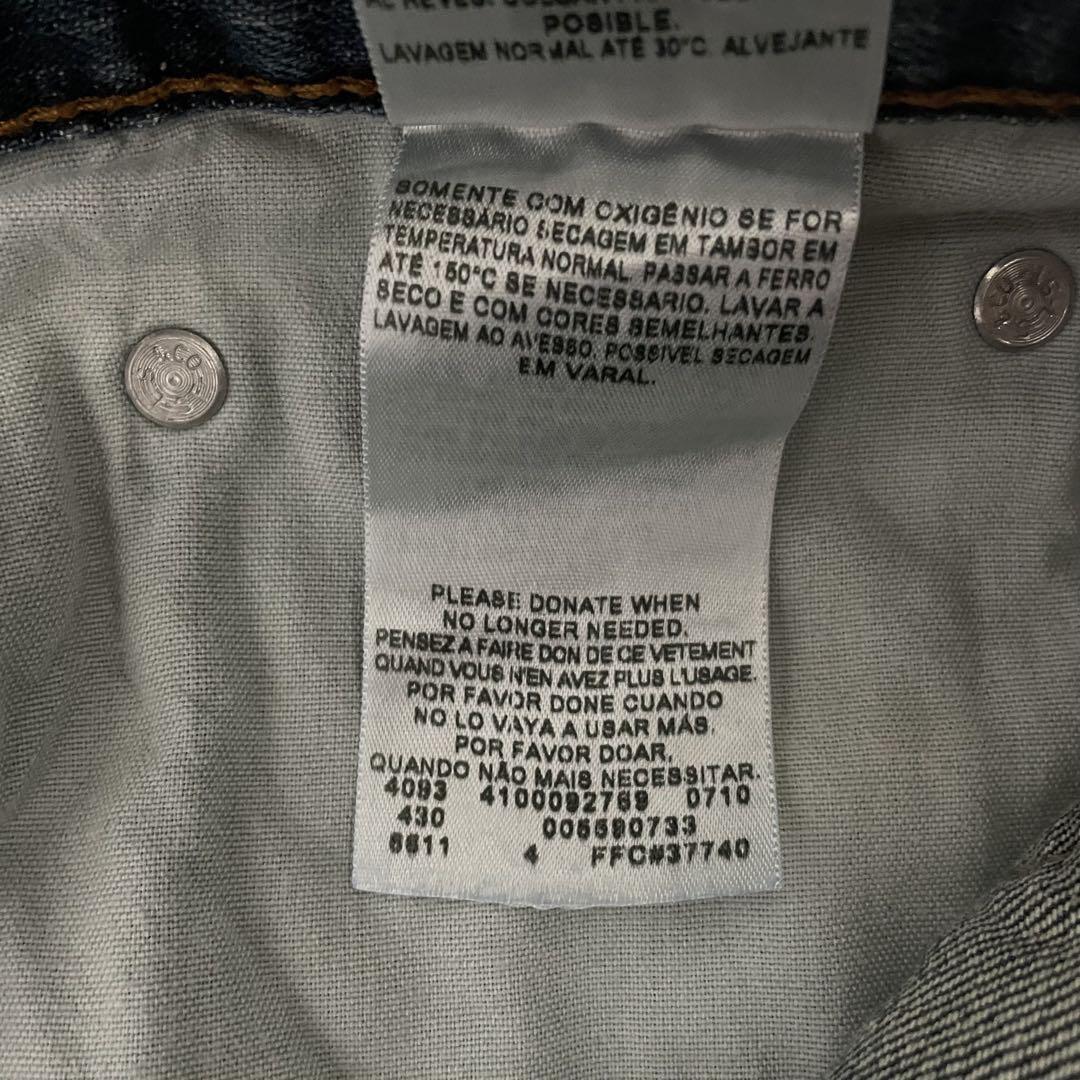 POSIBLE.
LAVAGEM NORMAL ATÉ 30°C. ALVEJANTE
SOMENTE COM OXIGÊNIO SE FOR
NECESSÁRIO SECAGEM EM TAMBOR EM
TEMPERATURA NORMAL. PASSAR A FERRO
ATÉ 150°C SE NECESSARIO. LAVAR A
SECO E COM CORES SEMELHANTES.
LAVAGEM AO AVESSO. POSSIVEL SECAGEM
EM VARAL.
PLEASE DONATE WHEN
NO LONGER NEEDED.
PENSEZ A FAIRE DON DE CE VETEMENT
QUAND VOUS N'EN AVEZ PLUS L'USAGE.
POR FAVOR DONE CUANDO
NO LO VAYA A USAR MÁS.
POR FAVOR DOAR,
QUANDO NÃO MAIS NECESSITAR.
4093 4100092769 0710
430 005590733
6611 4 FFC#37740